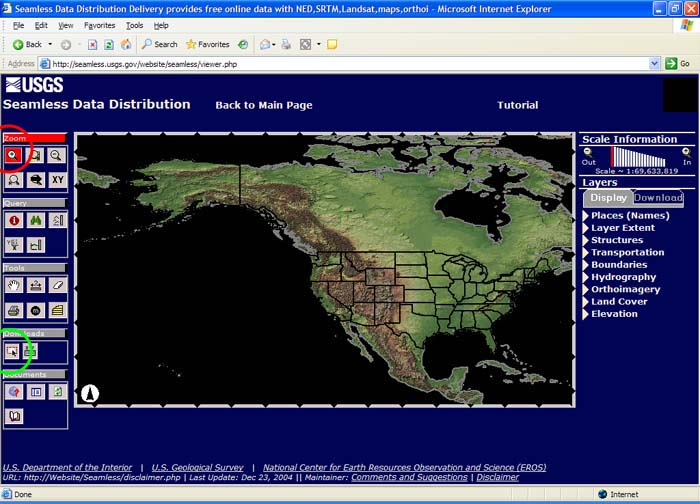 Seamless Data Distribution Delivery provides free online data with NED,SRTM,Landsat,maps,orthoi - Microsoft Internet Explorer
File Edit View Favorites Tools Help
Back Search Favorites
Address http://seamless.usgs.gov/website/seamless/viewer.php Go
USGS
Seamless Data Distribution Back to Main Page Tutorial
Zoom
XY
Query
Tools
Downloads
Documents
Scale Information
Out In
Scale ~ 1:69,633,819
Layers
Display Download
Places (Names)
Layer Extent
Structures
Transportation
Boundaries
Hydrography
Orthoimagery
Land Cover
Elevation
U.S. Department of the Interior | U.S. Geological Survey | National Center for Earth Resources Observation and Science (EROS)
URL: http://Website/Seamless/disclaimer.php | Last Update: Dec 23, 2004 || Maintainer: Comments and Suggestions | Disclaimer
Done Internet